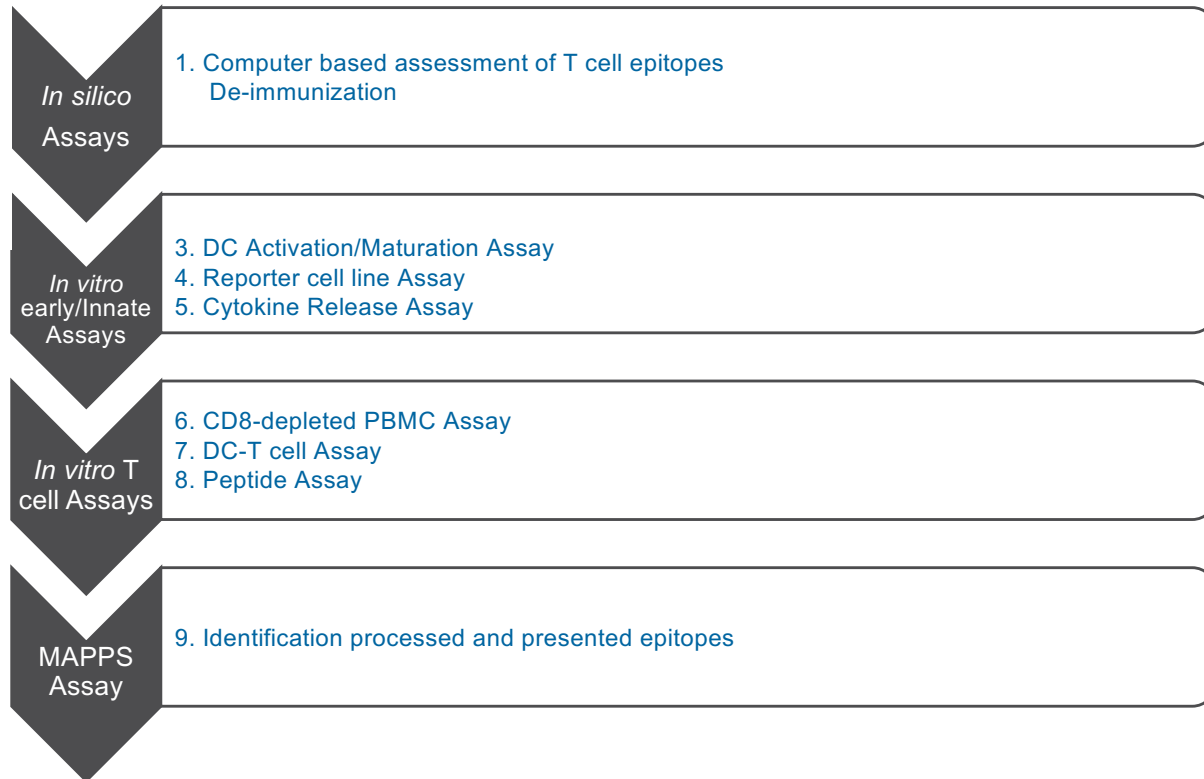 In silico
Assays
1. Computer based assessment of T cell epitopes
De-immunization
In vitro
early/Innate
Assays
3. DC Activation/Maturation Assay
4. Reporter cell line Assay
5. Cytokine Release Assay
In vitro T
cell Assays
6. CD8-depleted PBMC Assay
7. DC-T cell Assay
8. Peptide Assay
MAPPS
Assay
9. Identification processed and presented epitopes